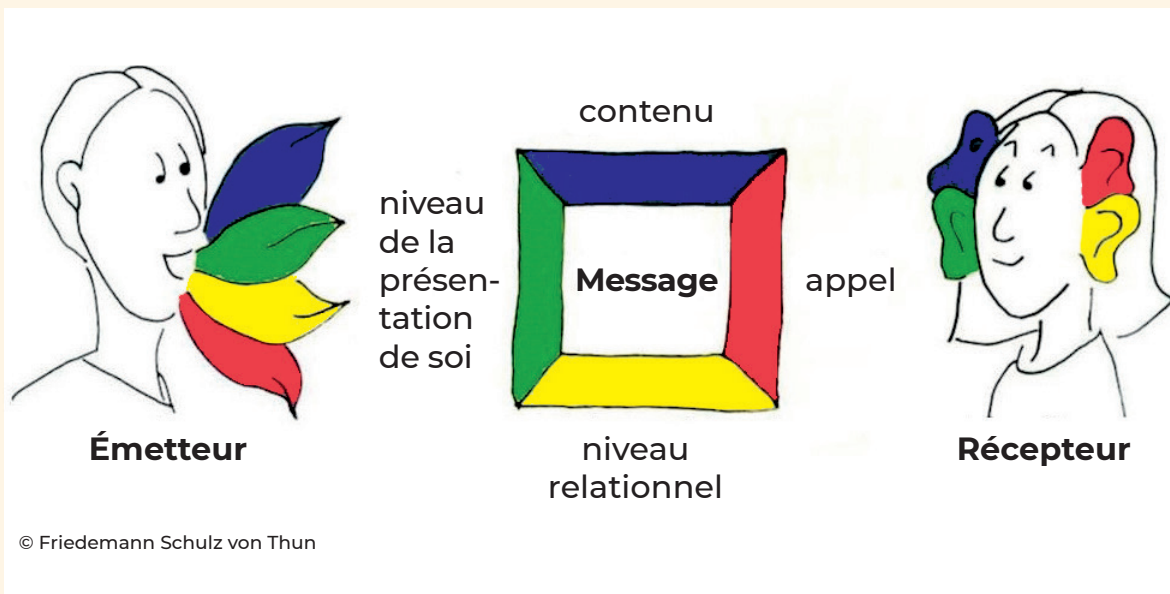 contenu
niveau
de la
présen-
tation
de soi
Message
appel
niveau
relationnel
Émetteur
Récepteur
© Friedemann Schulz von Thun